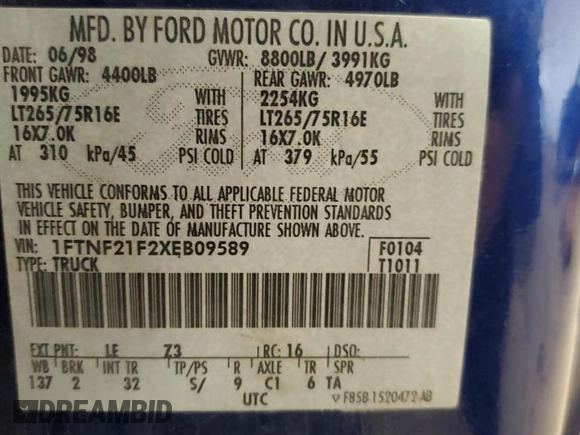 MFD. BY FORD MOTOR CO. IN U.S.A.
DATE: 06/98 GVWR: 8800LB/ 3991KG
FRONT GAWR: 4400LB REAR GAWR: 4970LB
1995KG WITH 2254KG WITH
LT265/75R16E TIRES LT265/75R16E TIRES
16X7.0K RIMS 16X7.0K RIMS
AT 310 kPa/45 PSI COLD AT 379 kPa/55 PSI COLD
THIS VEHICLE CONFORMS TO ALL APPLICABLE FEDERAL MOTOR
VEHICLE SAFETY, BUMPER, AND THEFT PREVENTION STANDARDS
IN EFFECT ON THE DATE OF MANUFACTURE SHOWN ABOVE.
VIN: 1FTNF21F2XEB09589 F0104
TYPE: TRUCK T1011
EXT PNT: LE Z3 RC: 16 DSO:
WB BRK INT TR TP/PS R AXLE TR SPR
137 2 32 S/ 9 C1 6 TA
UTC ▽ F85B-1520472-AB
DREAMBID